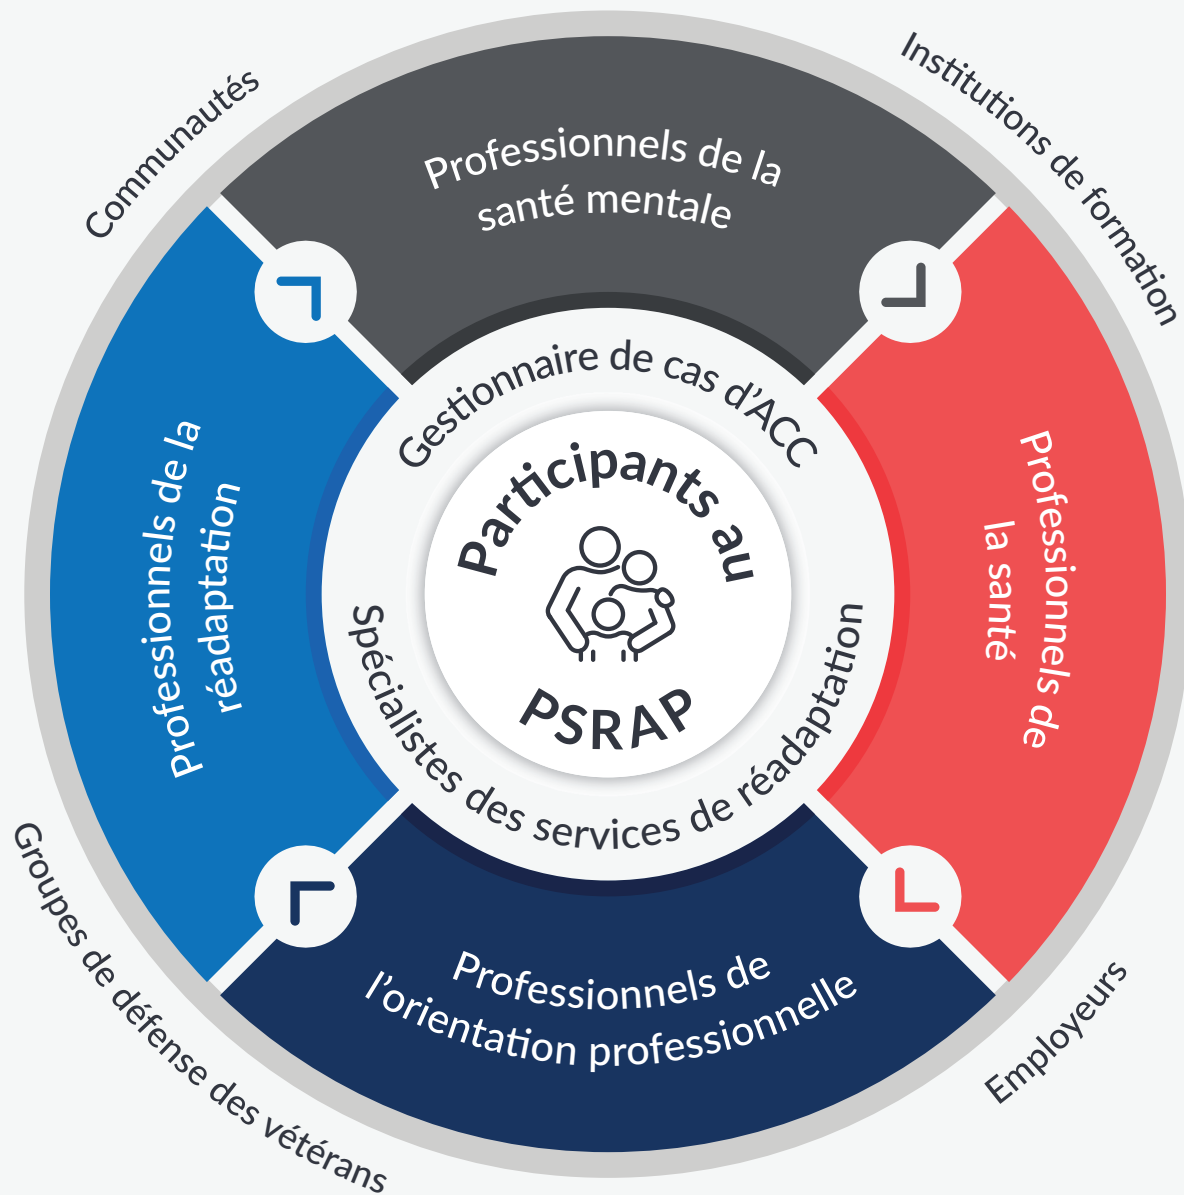 Communautés
Institutions de formation
Professionnels de la
santé mentale
Gestionnaire de cas d’ACC
Participants au
PSRAP
Spécialistes des services de réadaptation
Professionnels de la
réadaptation
Professionnels de
la santé
Professionnels de
l’orientation professionnelle
Groupes de défense des vétérans
Employeurs